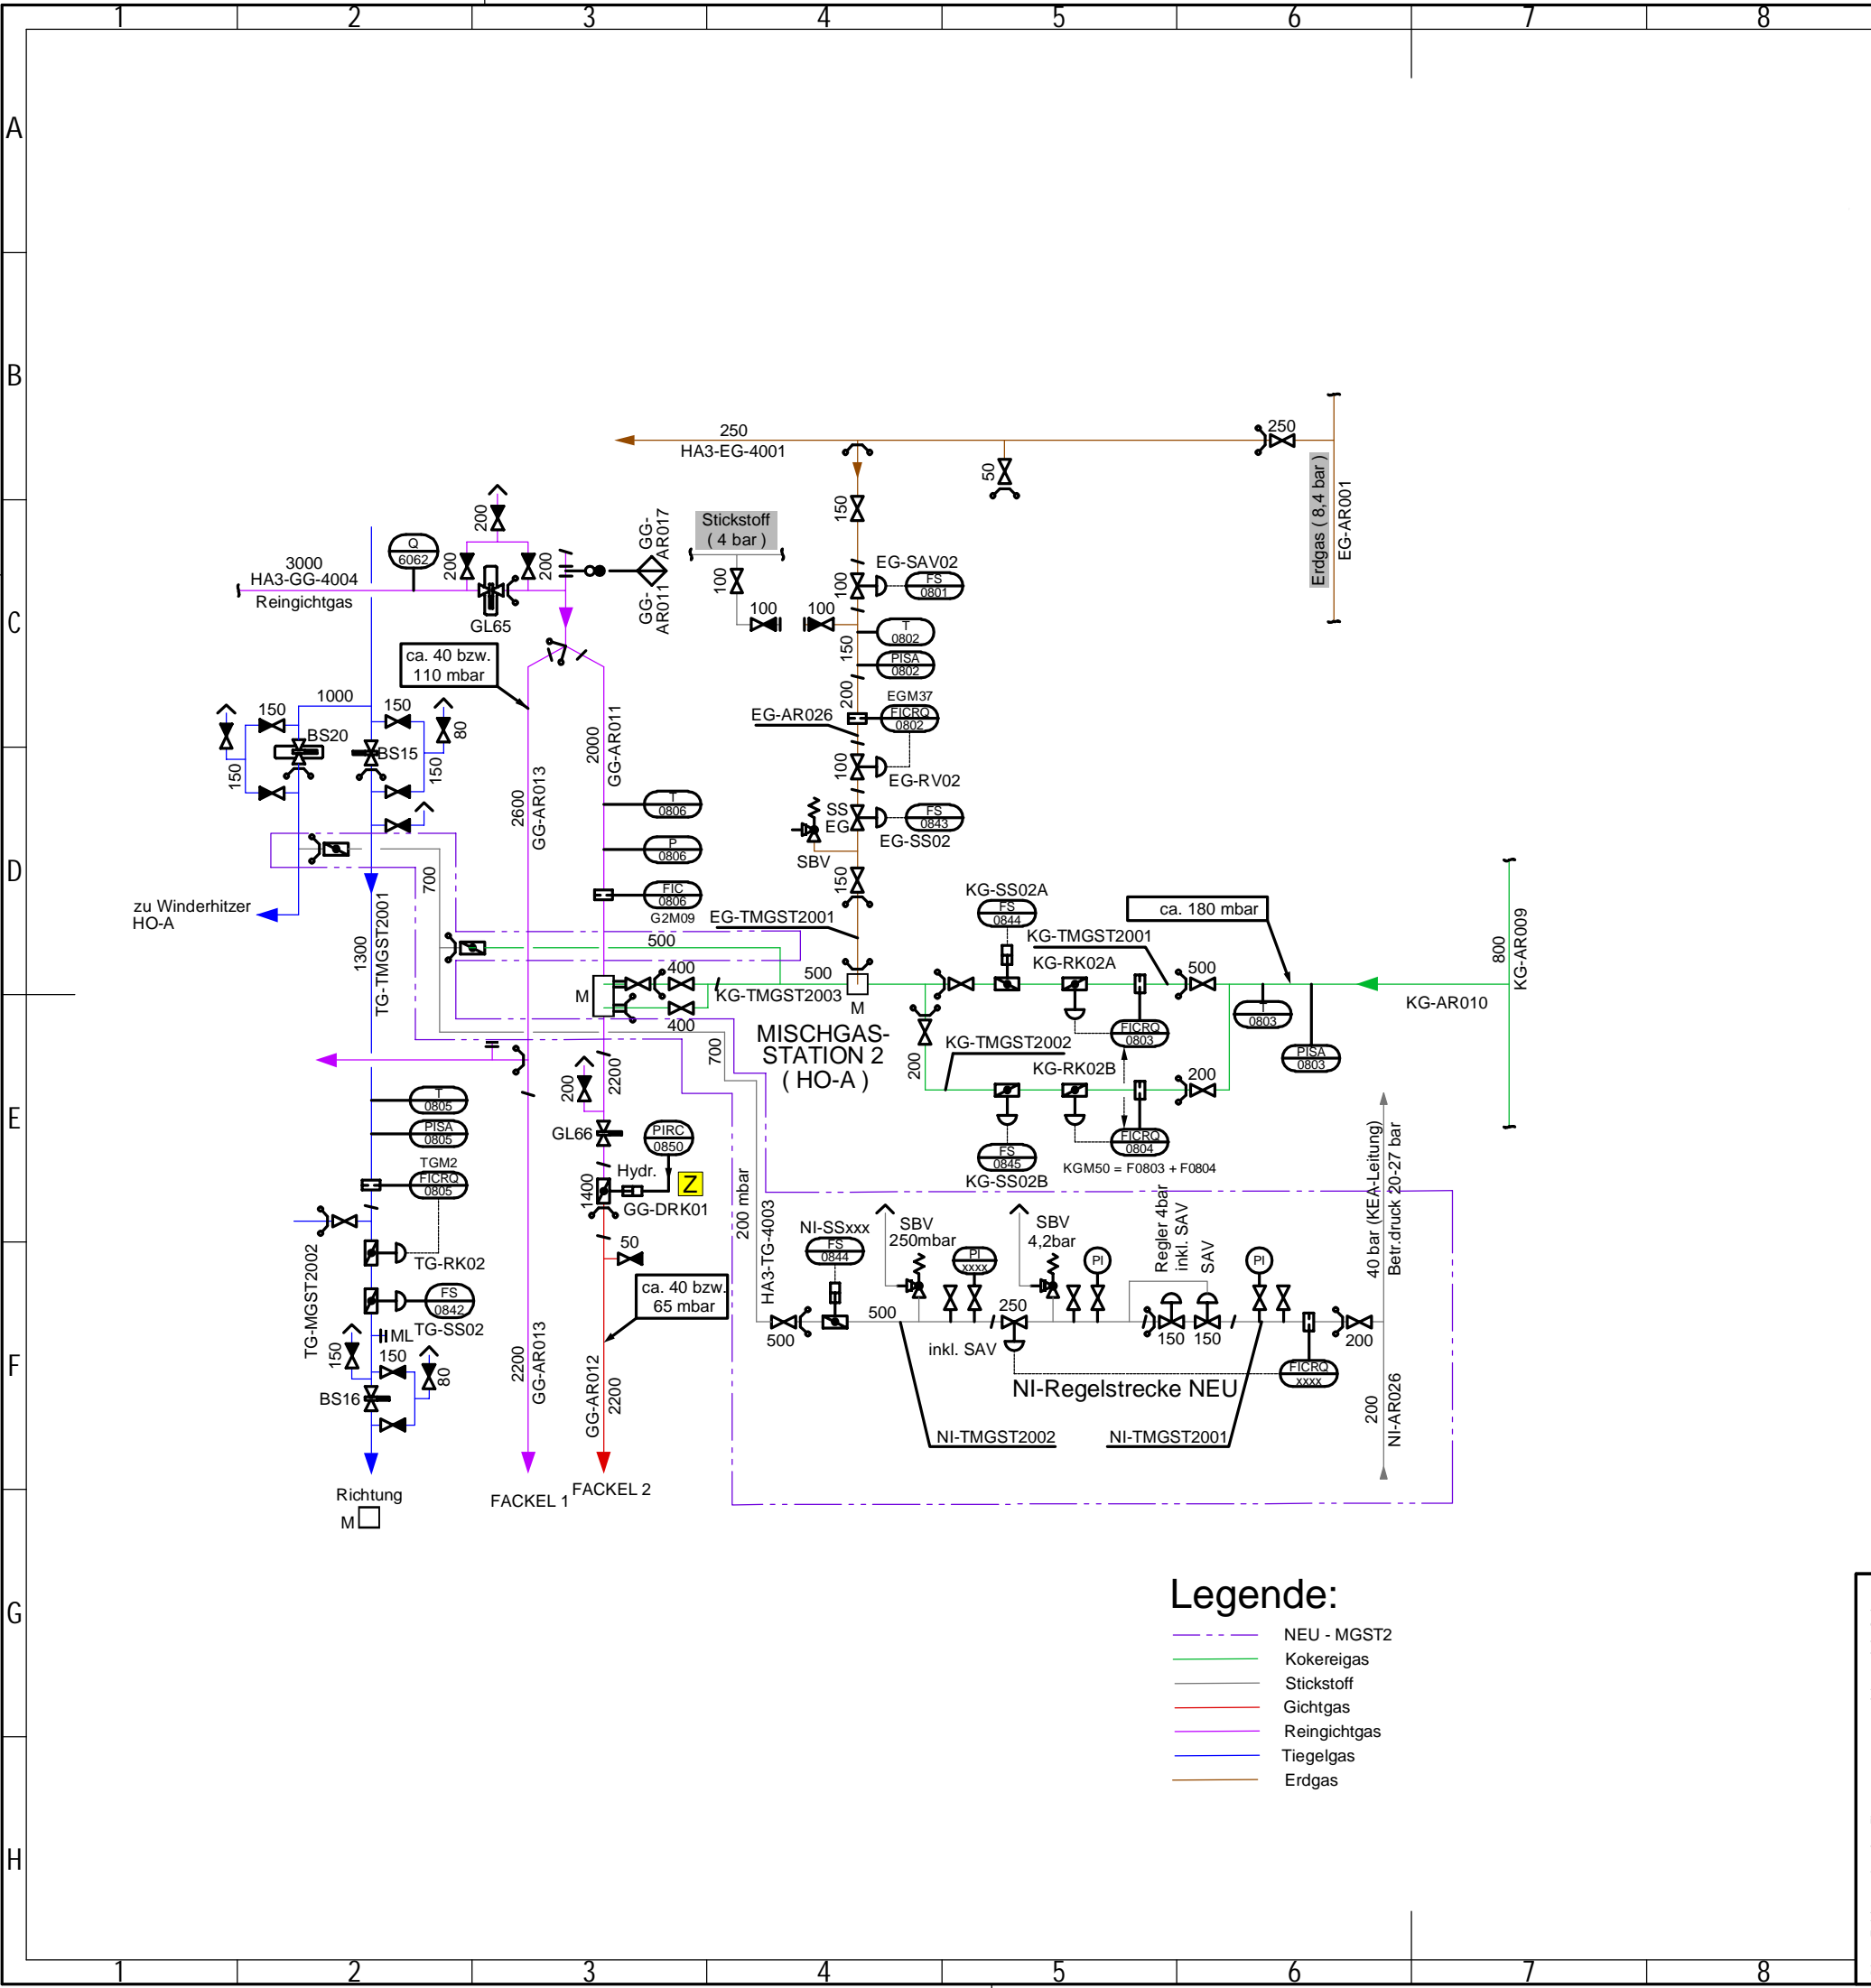 1 2 3 4 5 6 7 8
A
B
C
D
E
F
G
H
250
HA3-EG-4001
250
50
Erdgas ( 8,4 bar )
EG-AR001
150
Stickstoff
( 4 bar )
100
100
100
EG-SAV02
FS
0801
100
T
0802
150
PISA
0802
200
EGM37
FICRQ
0802
EG-AR026
100
EG-RV02
SS
EG
FS
0843
EG-SS02
SBV
150
EG-TMGST2001
3000
HA3-GG-4004
Reingichtgas
Q
6062
200
200
200
GL65
GG-
AR017
GG-
AR011
ca. 40 bzw.
110 mbar
1000
150
BS20
150
150
80
BS15
150
2600
GG-AR013
2000
GG-AR011
T
0806
P
0806
FIC
0806
G2M09
700
zu Winderhitzer
HO-A
1300
TG-TMGST2001
500
400
400
M
500
KG-TMGST2003
M
MISCHGAS-
STATION 2
( HO-A )
KG-SS02A
FS
0844
KG-TMGST2001
KG-RK02A
ca. 180 mbar
500
FICRQ
0803
T
0803
PISA
0803
800
KG-AR009
KG-AR010
200
KG-TMGST2002
KG-RK02B
200
FS
0845
KG-SS02B
FICRQ
0804
KGM50 = F0803 + F0804
T
0805
PISA
0805
TGM2
FICRQ
0805
TG-RK02
TG-MGST2002
FS
0842
TG-SS02
ML
150
150
80
BS16
Richtung
M
200
2200
GL66
PIRC
0850
Hydr.
Z
1400
GG-DRK01
50
ca. 40 bzw.
65 mbar
2200
GG-AR013
GG-AR012
2200
FACKEL 1
FACKEL 2
700
200 mbar
HA3-TG-4003
NI-SSxxx
FS
0844
500
500
SBV
250mbar
PI
xxxx
SBV
4,2bar
PI
250
inkl. SAV
Regler 4bar
inkl. SAV
SAV
150
150
PI
200
FICRQ
xxxx
NI-Regelstrecke NEU
NI-TMGST2002
NI-TMGST2001
40 bar (KEA-Leitung)
Betr.druck 20-27 bar
200
NI-AR026
Legende:
NEU - MGST2
Kokereigas
Stickstoff
Gichtgas
Reingichtgas
Tiegelgas
Erdgas
1 2 3 4 5 6 7 8